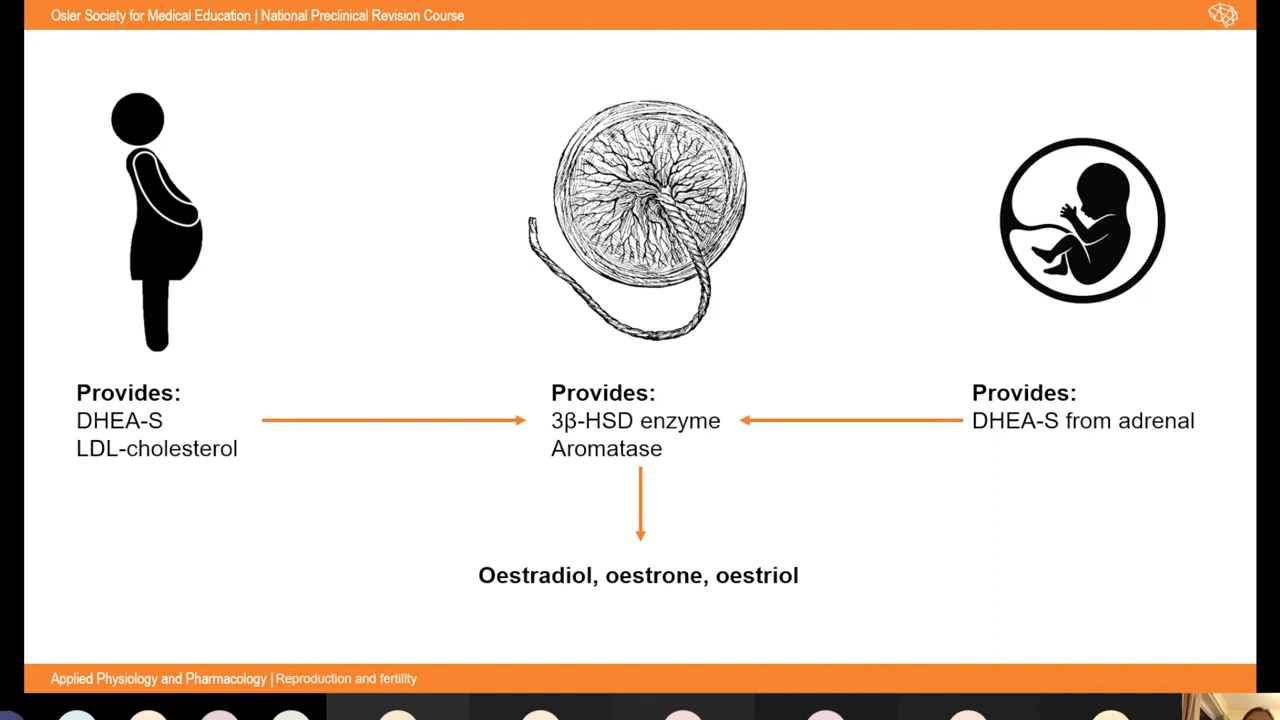 Osler Society for Medical Education | National Preclinical Revision Course
Provides:
DHEA-S
LDL-cholesterol
Provides:
3β-HSD enzyme
Aromatase
Provides:
DHEA-S from adrenal
Oestradiol, oestrone, oestriol
Applied Physiology and Pharmacology | Reproduction and fertility